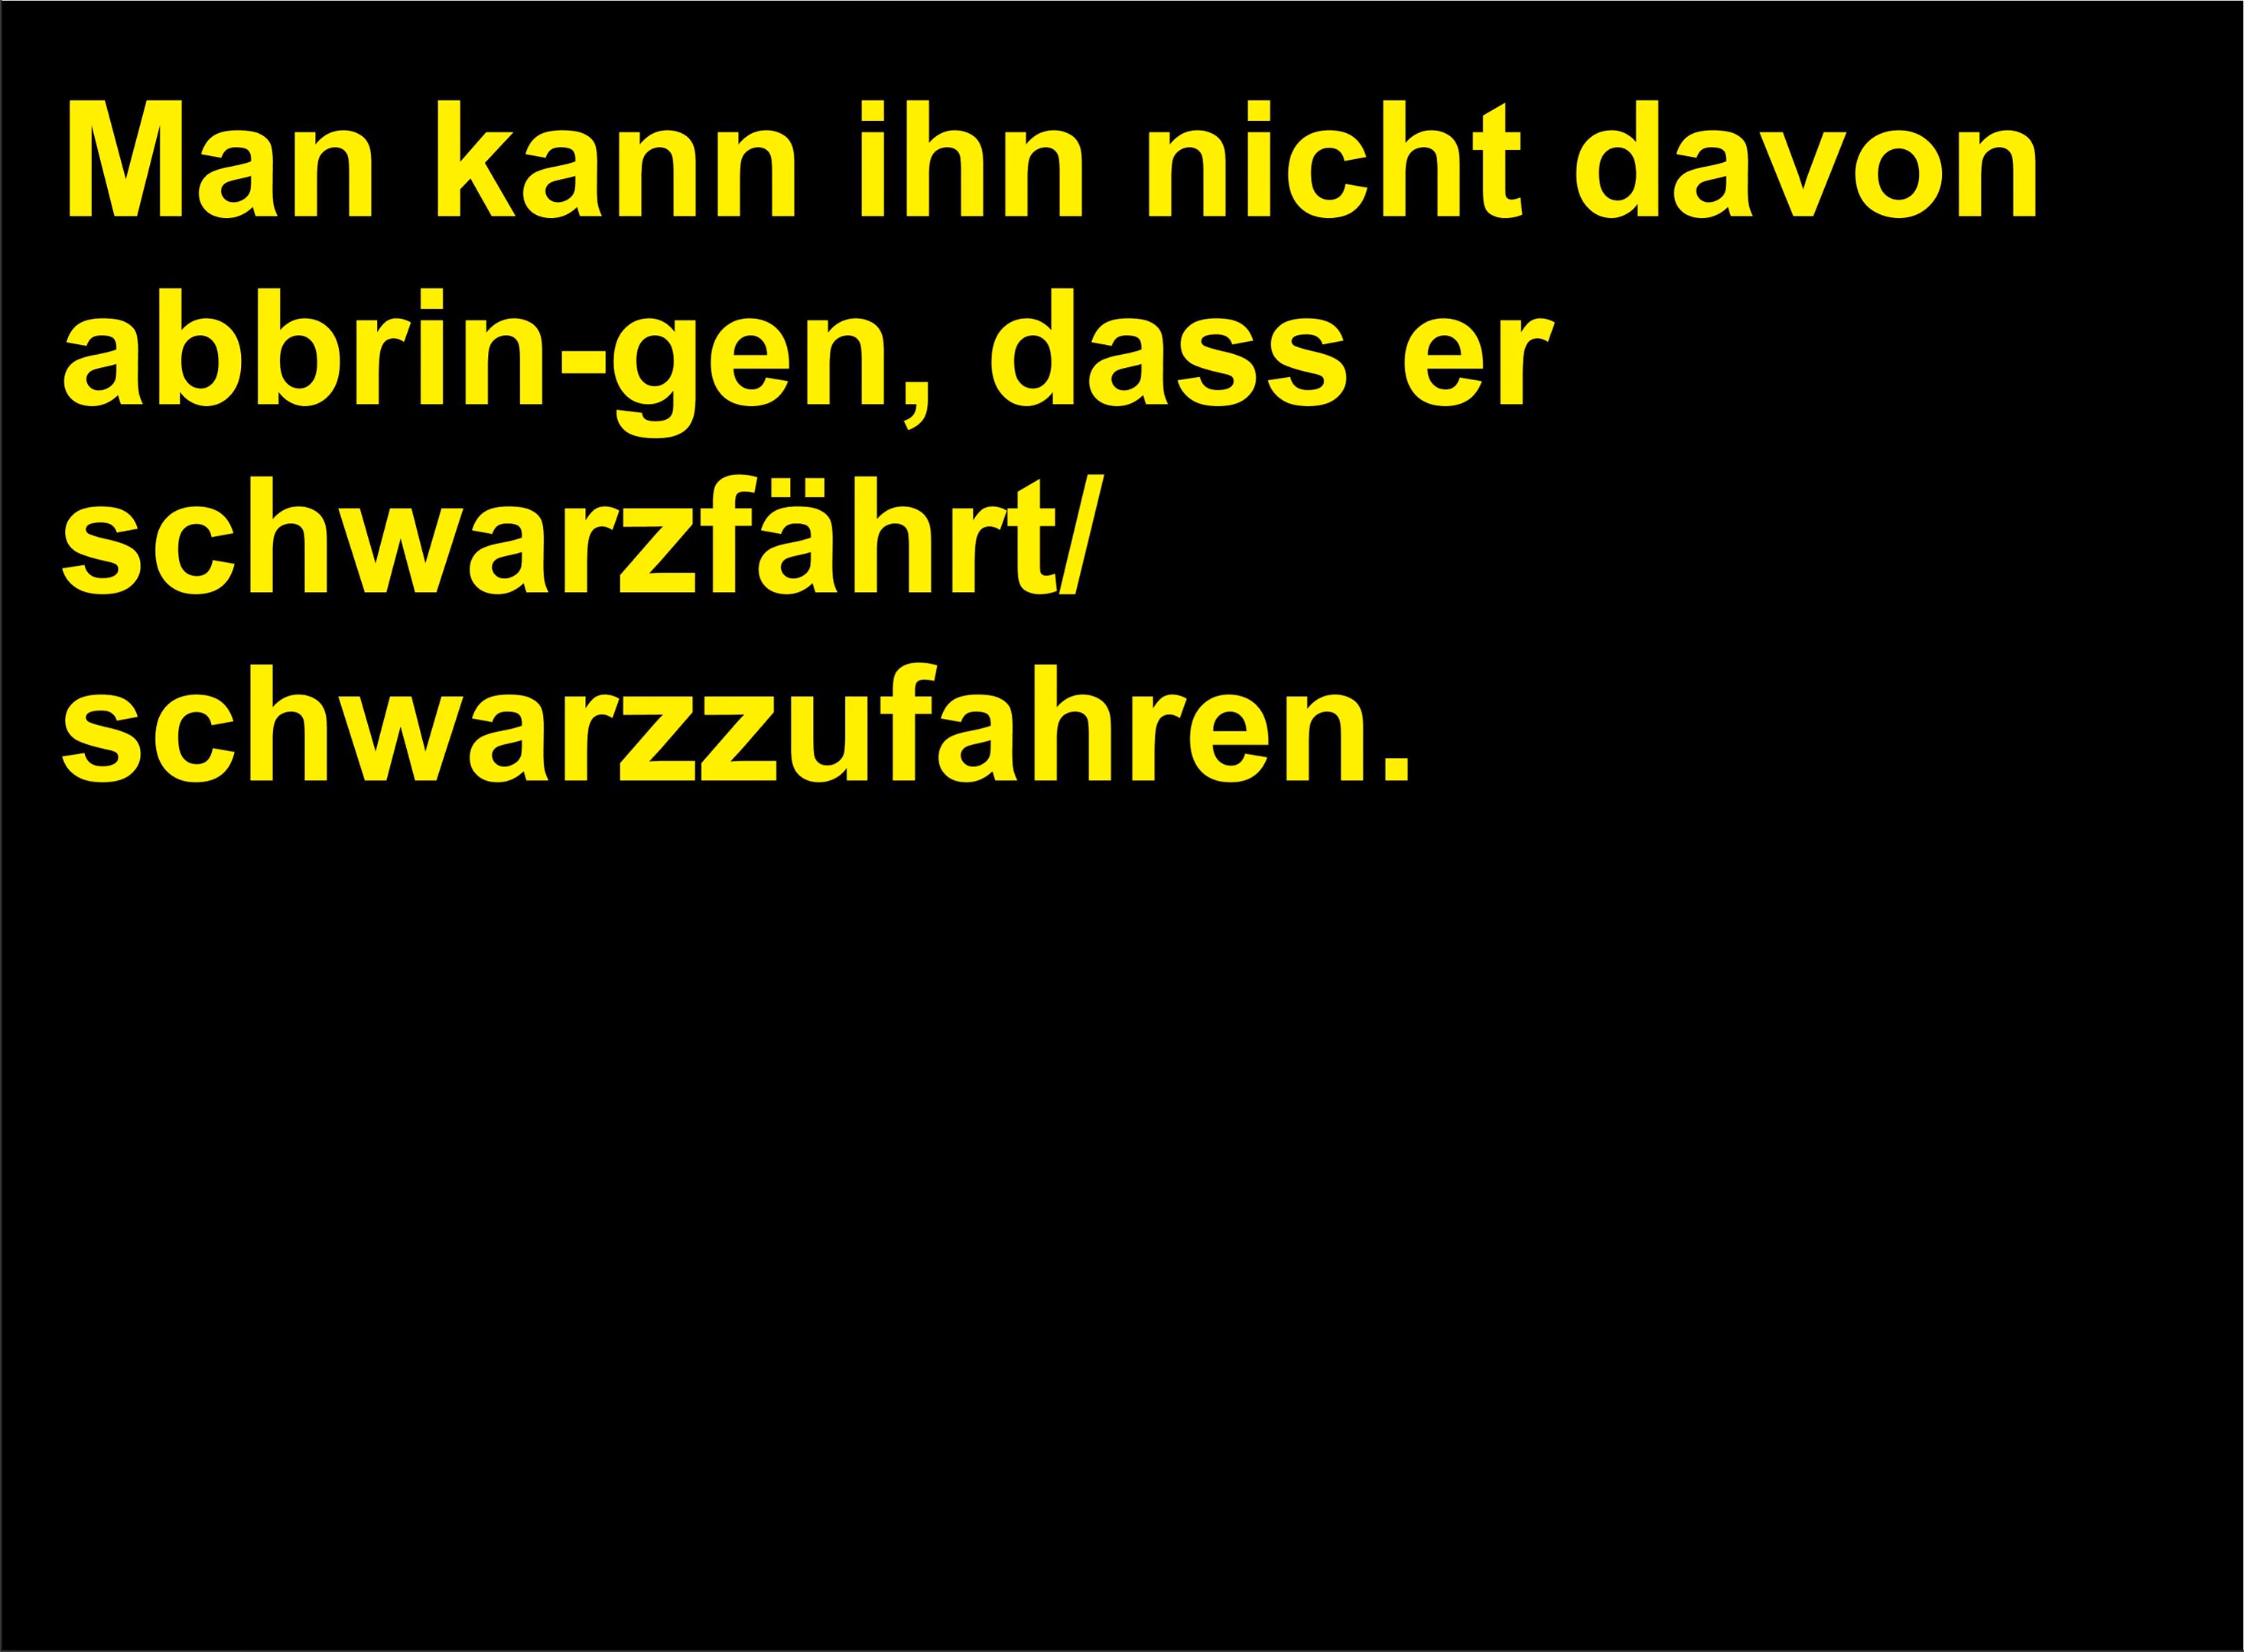 Man kann ihn nicht davon
abbrin-gen, dass er
schwarzfährt/
schwarzzufahren.